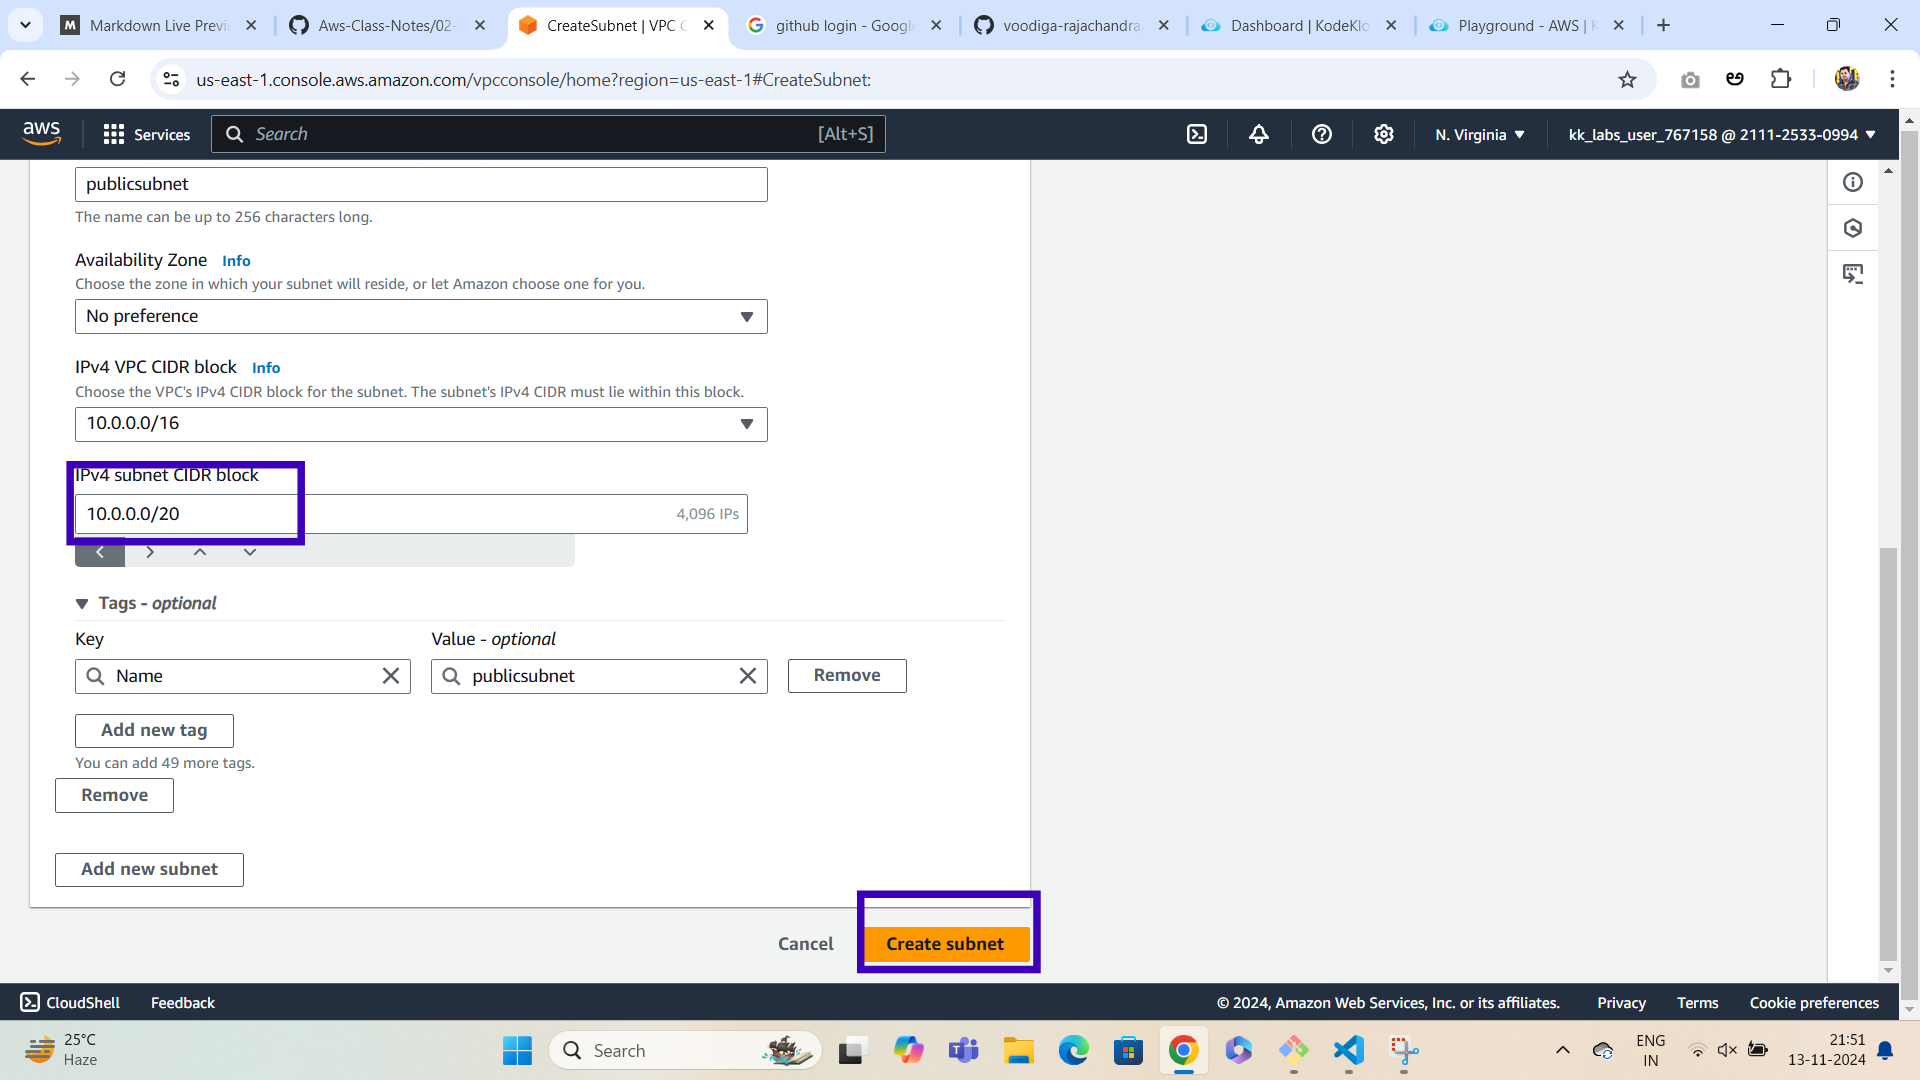 Markdown Live Previ
Aws-Class-Notes/02-
CreateSubnet | VPC C
github login - Google
voodiga-rajachandra
Dashboard | KodeKlo
Playground - AWS | K
us-east-1.console.aws.amazon.com/vpcconsole/home?region=us-east-1#CreateSubnet:
aws
Services
Search
[Alt+S]
N. Virginia
kk_labs_user_767158 @ 2111-2533-0994
publicsubnet
The name can be up to 256 characters long.
Availability Zone Info
Choose the zone in which your subnet will reside, or let Amazon choose one for you.
No preference
IPv4 VPC CIDR block Info
Choose the VPC's IPv4 CIDR block for the subnet. The subnet's IPv4 CIDR must lie within this block.
10.0.0.0/16
IPv4 subnet CIDR block
10.0.0.0/20
4,096 IPs
Tags - optional
Key
Value - optional
Name
publicsubnet
Remove
Add new tag
You can add 49 more tags.
Remove
Add new subnet
Cancel
Create subnet
CloudShell
Feedback
© 2024, Amazon Web Services, Inc. or its affiliates.
Privacy
Terms
Cookie preferences
25°C
Haze
Search
ENG
IN
21:51
13-11-2024